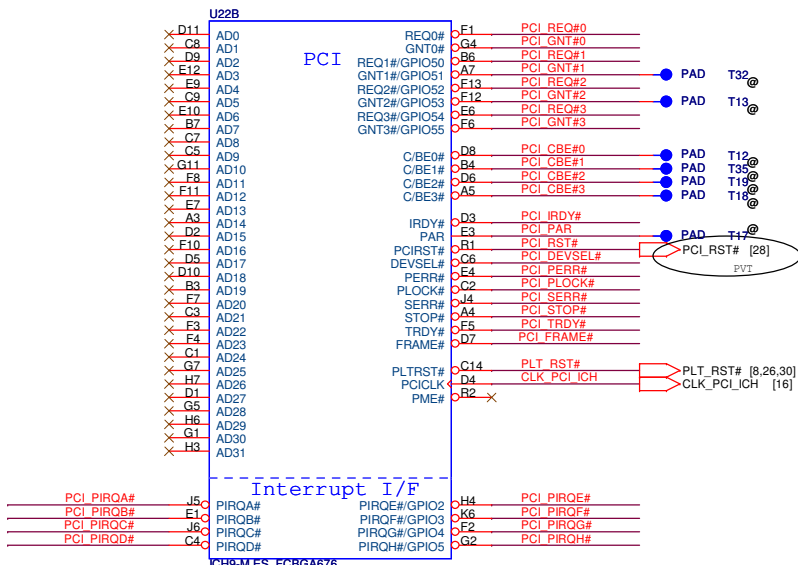 U22B
PCI
D11 AD0 REQ0# F1 PCI_REQ#0
C8 AD1 GNT0# G4 PCI_GNT#0
D9 AD2 REQ1#/GPIO50 B6 PCI_REQ#1
E12 AD3 GNT1#/GPIO51 A7 PCI_GNT#1 PAD T32 @
E9 AD4 REQ2#/GPIO52 F13 PCI_REQ#2
C9 AD5 GNT2#/GPIO53 F12 PCI_GNT#2 PAD T13 @
E10 AD6 REQ3#/GPIO54 E6 PCI_REQ#3
B7 AD7 GNT3#/GPIO55 F6 PCI_GNT#3
C7 AD8
C5 AD9 C/BE0# D8 PCI_CBE#0 PAD T12 @
G11 AD10 C/BE1# B4 PCI_CBE#1 PAD T35 @
F8 AD11 C/BE2# D6 PCI_CBE#2 PAD T19 @
F11 AD12 C/BE3# A5 PCI_CBE#3 PAD T18 @
E7 AD13
A3 AD14 IRDY# D3 PCI_IRDY#
D2 AD15 PAR E3 PCI_PAR PAD T17 @
F10 AD16 PCIRST# R1 PCI_RST# PCI_RST# [28]
D5 AD17 DEVSEL# C6 PCI_DEVSEL# PVT
D10 AD18 PERR# E4 PCI_PERR#
B3 AD19 PLOCK# C2 PCI_PLOCK#
F7 AD20 SERR# J4 PCI_SERR#
C3 AD21 STOP# A4 PCI_STOP#
F3 AD22 TRDY# F5 PCI_TRDY#
F4 AD23 FRAME# D7 PCI_FRAME#
C1 AD24
G7 AD25 PLTRST# C14 PLT_RST# PLT_RST# [8,26,30]
H7 AD26 PCICLK D4 CLK_PCI_ICH CLK_PCI_ICH [16]
D1 AD27 PME# R2
G5 AD28
H6 AD29
G1 AD30
H3 AD31
Interrupt I/F
PCI_PIRQA# J5 PIRQA# PIRQE#/GPIO2 H4 PCI_PIRQE#
PCI_PIRQB# E1 PIRQB# PIRQF#/GPIO3 K6 PCI_PIRQF#
PCI_PIRQC# J6 PIRQC# PIRQG#/GPIO4 F2 PCI_PIRQG#
PCI_PIRQD# C4 PIRQD# PIRQH#/GPIO5 G2 PCI_PIRQH#
ICH9-M ES_FCBGA676